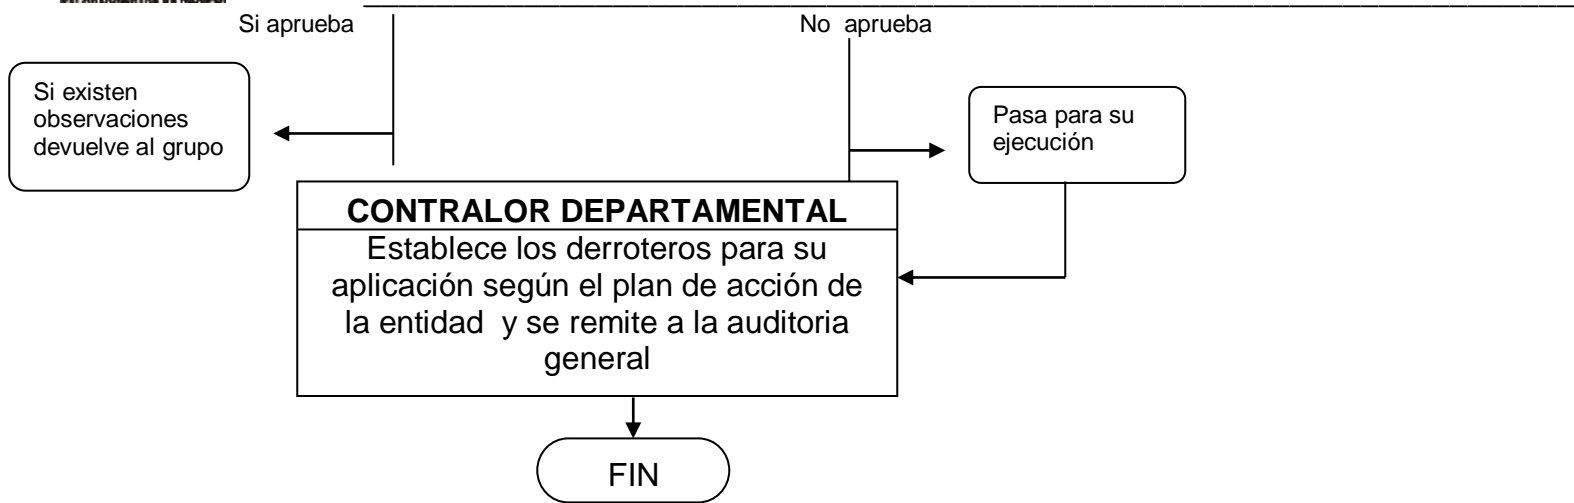 Si aprueba
No aprueba
Si existen
observaciones
devuelve al grupo
Pasa para su
ejecución
CONTRALOR DEPARTAMENTAL
Establece los derroteros para su
aplicación según el plan de acción de
la entidad y se remite a la auditoria
general
FIN